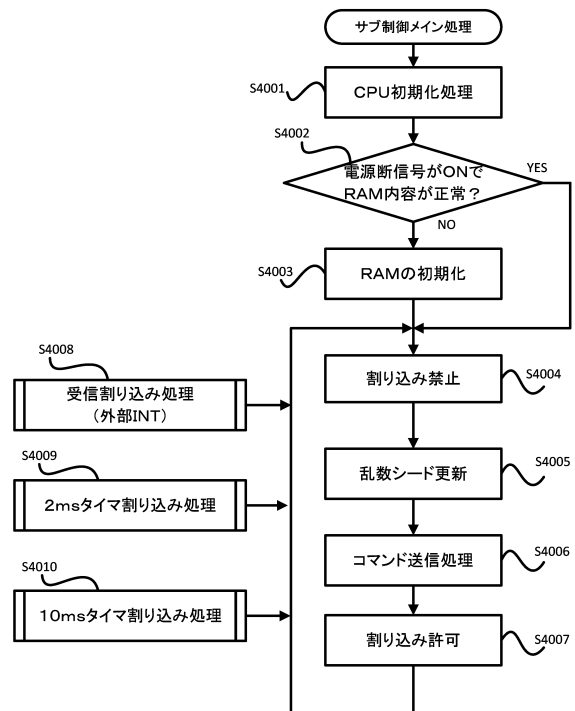 サブ制御メイン処理
S4001
CPU初期化処理
S4002
電源断信号がONで
RAM内容が正常？
YES
NO
S4003
RAMの初期化
S4008
受信割り込み処理
（外部INT）
S4004
割り込み禁止
S4009
2msタイマ割り込み処理
S4005
乱数シード更新
S4006
コマンド送信処理
S4010
10msタイマ割り込み処理
S4007
割り込み許可